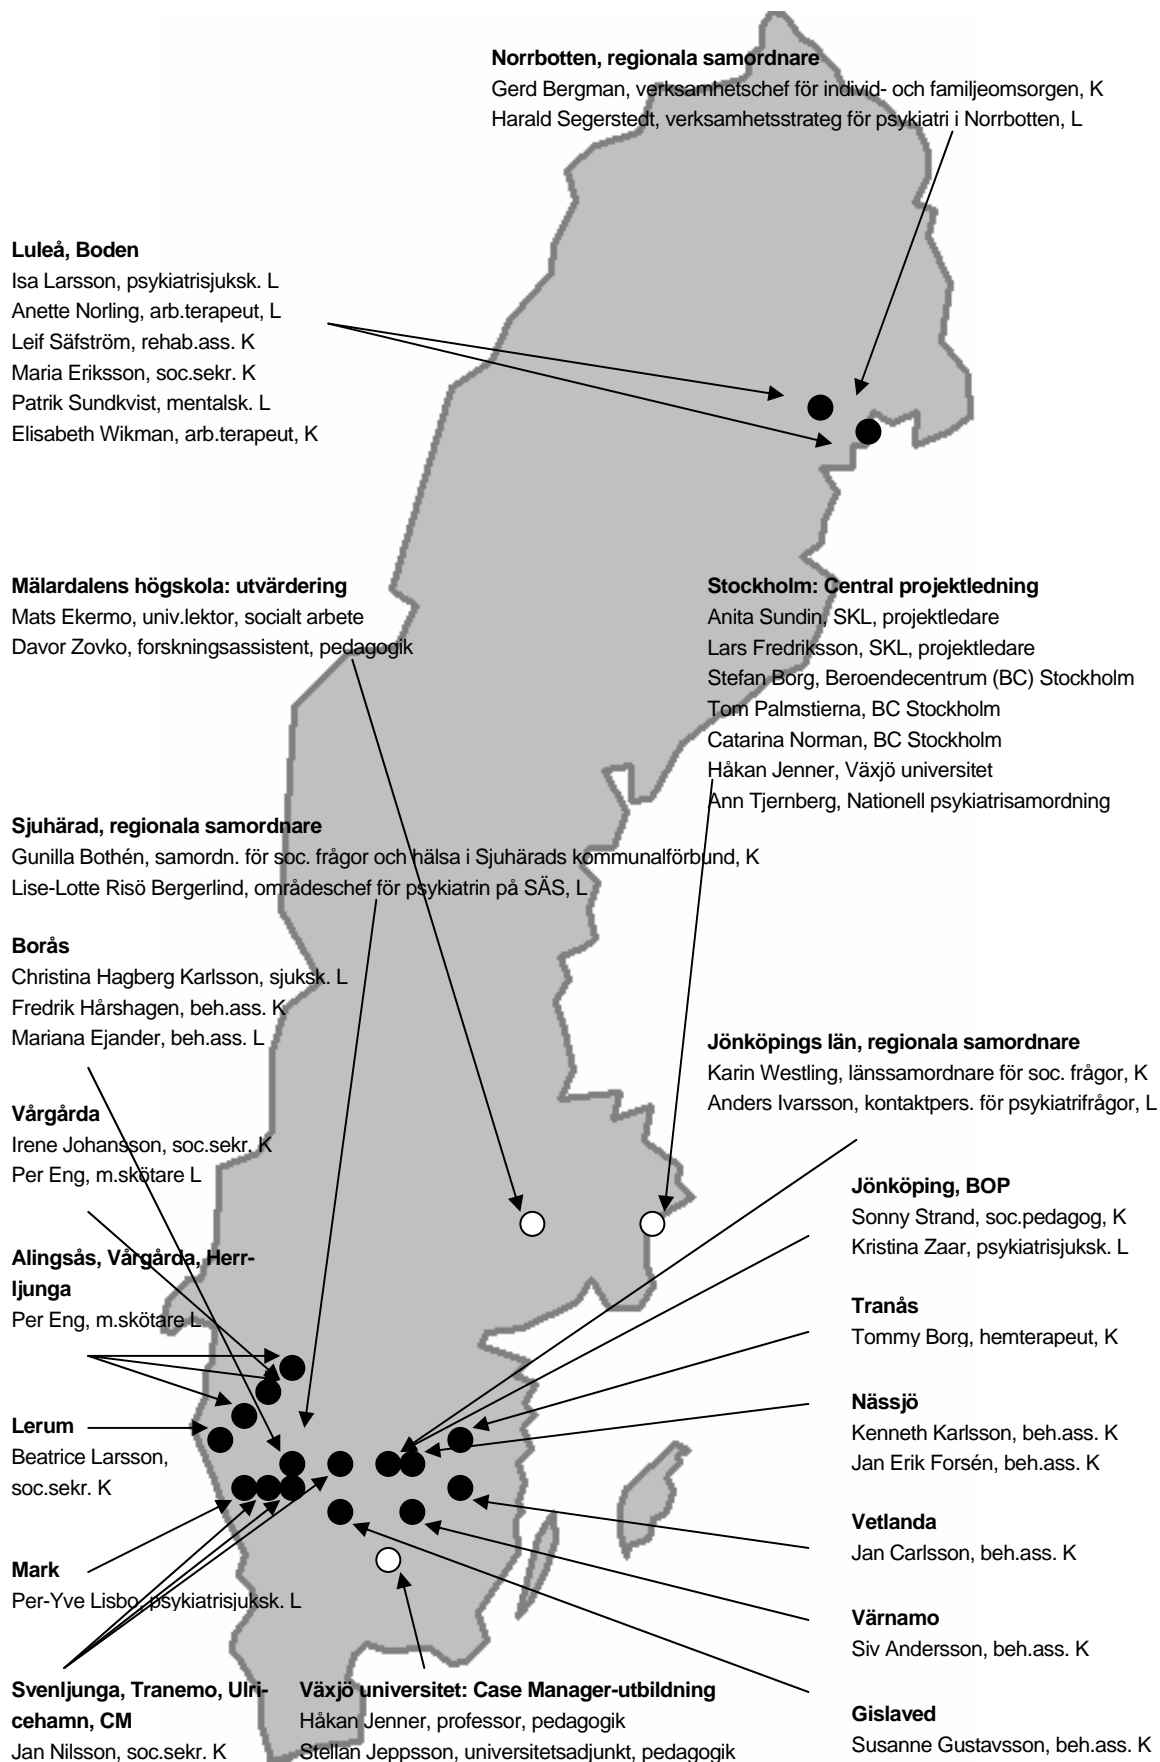 Norrbotten, regionala samordnare
Gerd Bergman, verksamhetschef för individ- och familjeomsorgen, K
Harald Segerstedt, verksamhetsstrateg för psykiatri i Norrbotten, L
Luleå, Boden
Isa Larsson, psykiatrisjuksk. L
Anette Norling, arb.terapeut, L
Leif Säfström, rehab.ass. K
Maria Eriksson, soc.sekr. K
Patrik Sundkvist, mentalsk. L
Elisabeth Wikman, arb.terapeut, K
Mälardalens högskola: utvärdering
Mats Ekermo, univ.lektor, socialt arbete
Davor Zovko, forskningsassistent, pedagogik
Stockholm: Central projektledning
Anita Sundin, SKL, projektledare
Lars Fredriksson, SKL, projektledare
Stefan Borg, Beroendecentrum (BC) Stockholm
Tom Palmstierna, BC Stockholm
Catarina Norman, BC Stockholm
Håkan Jenner, Växjö universitet
Ann Tjernberg, Nationell psykiatrisamordning
Sjuhärad, regionala samordnare
Gunilla Bothén, samordn. för soc. frågor och hälsa i Sjuhärads kommunalförbund, K
Lise-Lotte Risö Bergerlind, områdeschef för psykiatrin på SÄS, L
Borås
Christina Hagberg Karlsson, sjuksk. L
Fredrik Hårshagen, beh.ass. K
Mariana Ejander, beh.ass. L
Jönköpings län, regionala samordnare
Karin Westling, länssamordnare för soc. frågor, K
Anders Ivarsson, kontaktpers. för psykiatrifrågor, L
Vårgårda
Irene Johansson, soc.sekr. K
Per Eng, m.skötare L
Jönköping, BOP
Sonny Strand, soc.pedagog, K
Kristina Zaar, psykiatrisjuksk. L
Alingsås, Vårgårda, Herr-
ljunga
Per Eng, m.skötare L
Tranås
Tommy Borg, hemterapeut, K
Lerum
Beatrice Larsson,
soc.sekr. K
Nässjö
Kenneth Karlsson, beh.ass. K
Jan Erik Forsén, beh.ass. K
Vetlanda
Jan Carlsson, beh.ass. K
Mark
Per-Yve Lisbo, psykiatrisjuksk. L
Värnamo
Siv Andersson, beh.ass. K
Svenljunga, Tranemo, Ulri-
cehamn, CM
Jan Nilsson, soc.sekr. K
Växjö universitet: Case Manager-utbildning
Håkan Jenner, professor, pedagogik
Stellan Jeppsson, universitetsadjunkt, pedagogik
Gislaved
Susanne Gustavsson, beh.ass. K